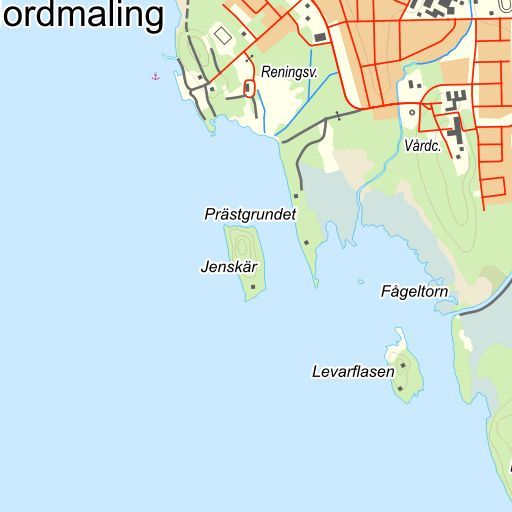 ordmaling
Reningsv.
Vårdc.
Prästgrundet
Jenskär
Fågeltorn
Levarflasen